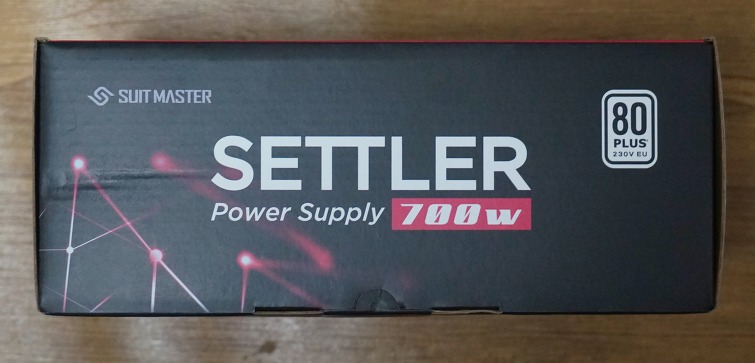 SUIT MASTER
SETTLER
Power Supply 700w
80
PLUS
230V EU